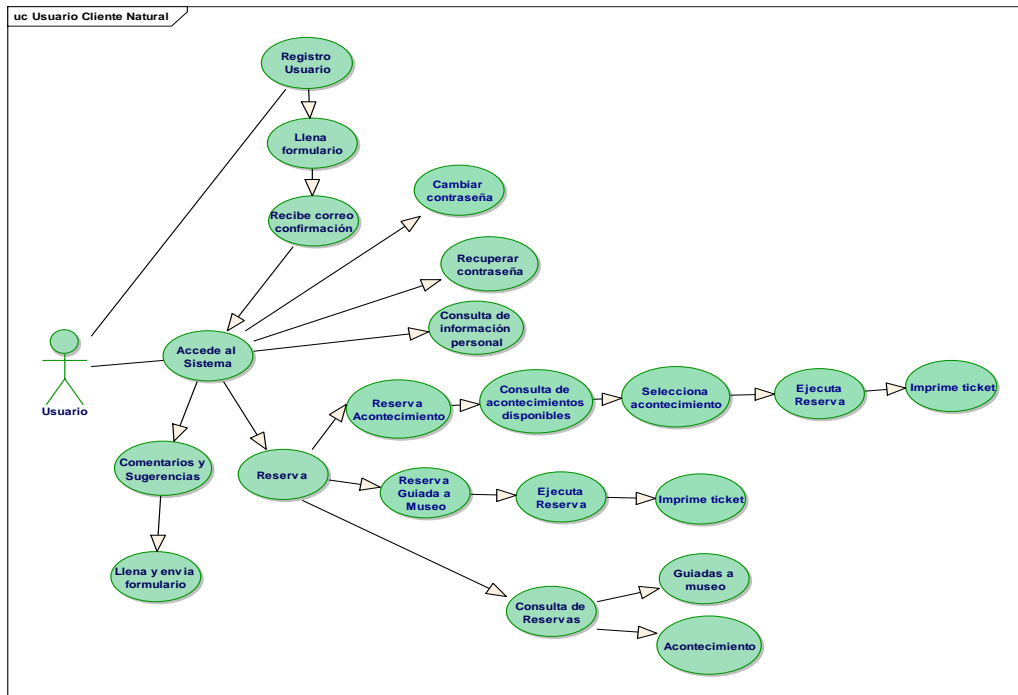 uc Usuario Cliente Natural
Registro
Usuario
Llena
formulario
Recibe correo
confirmación
Cambiar
contraseña
Recuperar
contraseña
Consulta de
información
personal
Accede al
Sistema
Usuario
Reserva
Acontecimiento
Consulta de
acontecimientos
disponibles
Selecciona
acontecimiento
Ejecuta
Reserva
Imprime ticket
Comentarios y
Sugerencias
Reserva
Reserva
Guiada a
Museo
Ejecuta
Reserva
Imprime ticket
Llena y envia
formulario
Consulta de
Reservas
Guiadas a
museo
Acontecimiento